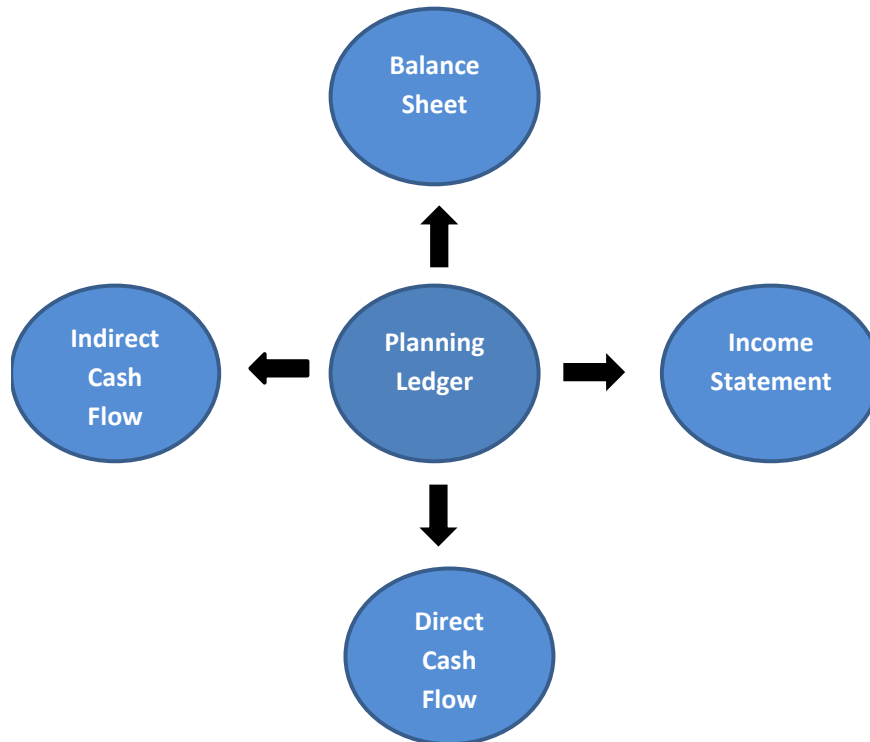 Balance
Sheet
Indirect
Cash
Flow
Planning
Ledger
Income
Statement
Direct
Cash
Flow